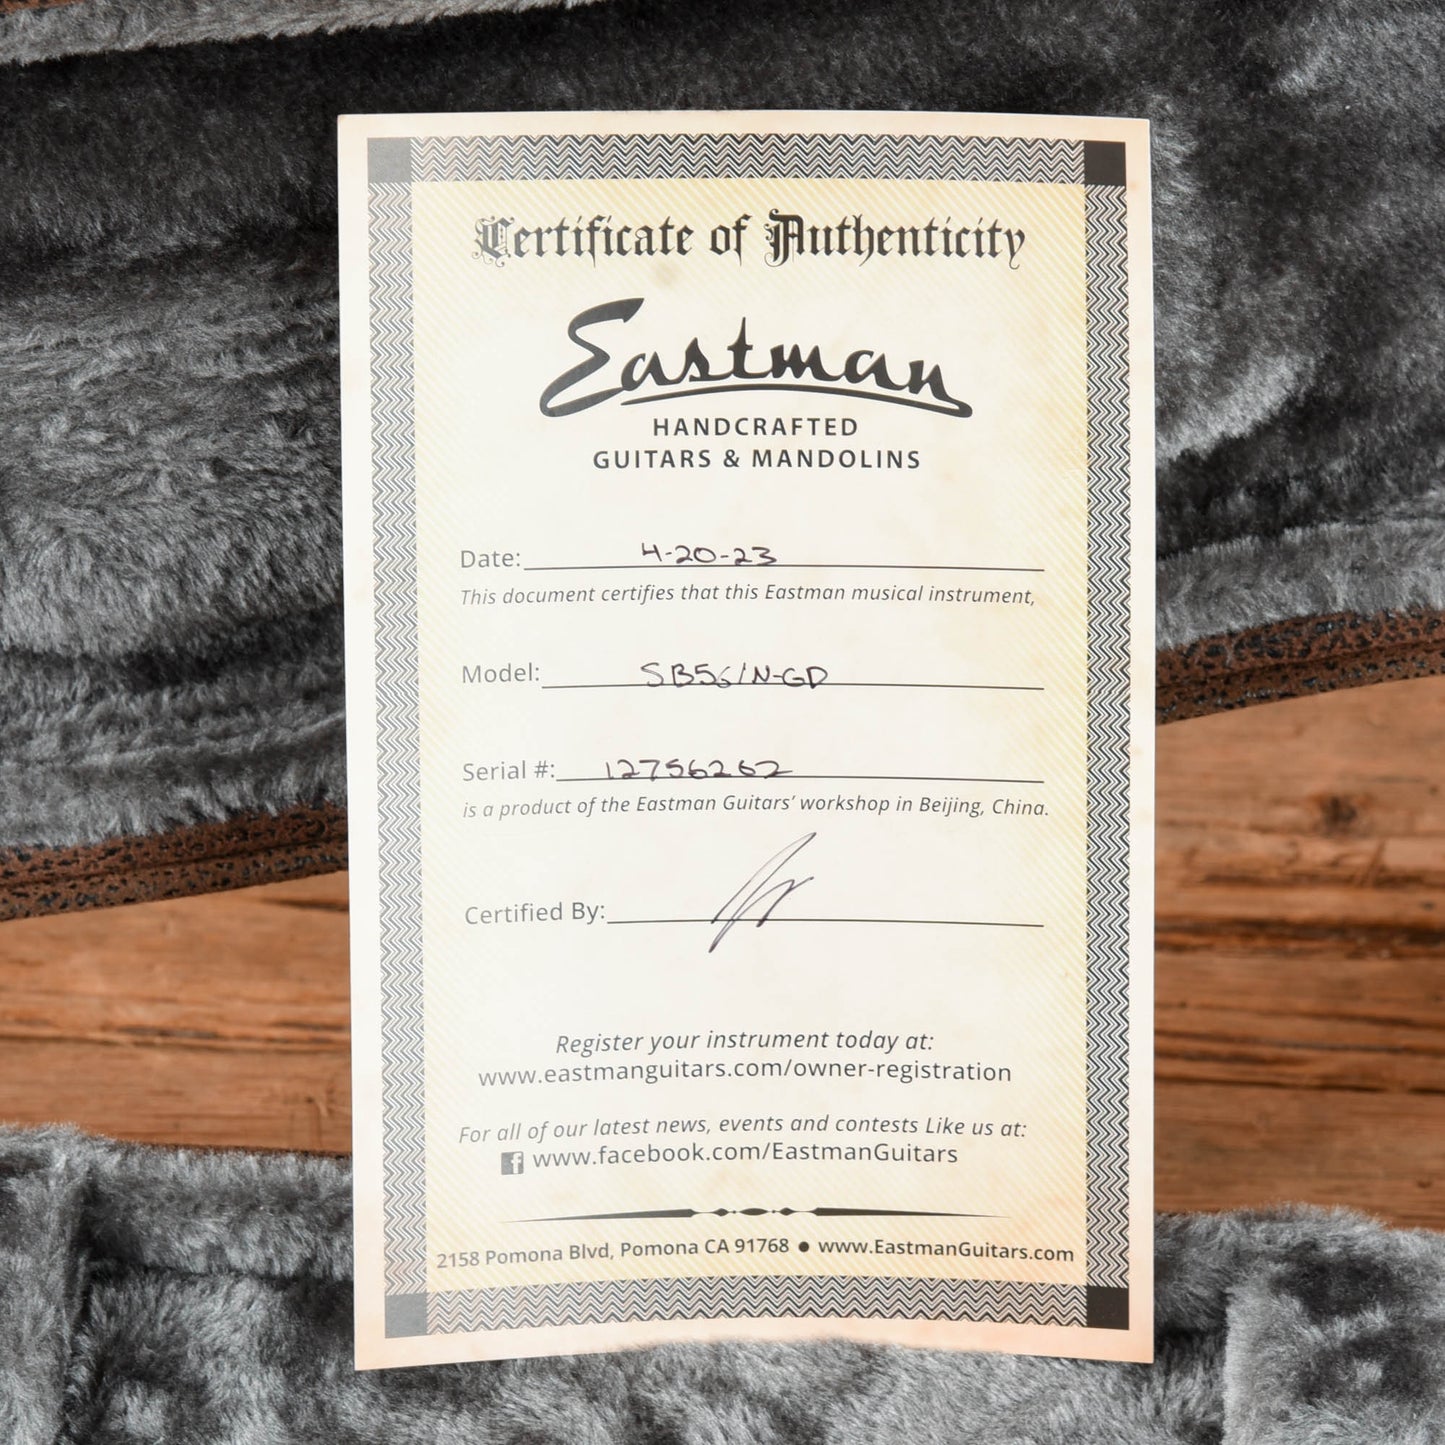 Certificate of Authenticity
Eastman
HANDCRAFTED
GUITARS & MANDOLINS
Date: 4-20-23
This document certifies that this Eastman musical instrument,
Model: SB56/N-GD
Serial #: 12756262
is a product of the Eastman Guitars' workshop in Beijing, China.
Certified By:
Register your instrument today at:
www.eastmanguitars.com/owner-registration
For all of our latest news, events and contests Like us at:
f www.facebook.com/EastmanGuitars
2158 Pomona Blvd, Pomona CA 91768 ● www.EastmanGuitars.com